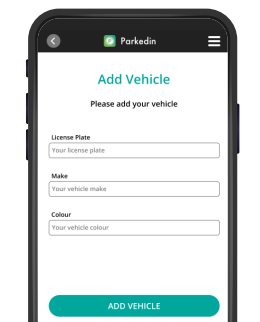 Parkedin
Add Vehicle
Please add your vehicle
License Plate
Your license plate
Make
Your vehicle make
Colour
Your vehicle colour
ADD VEHICLE